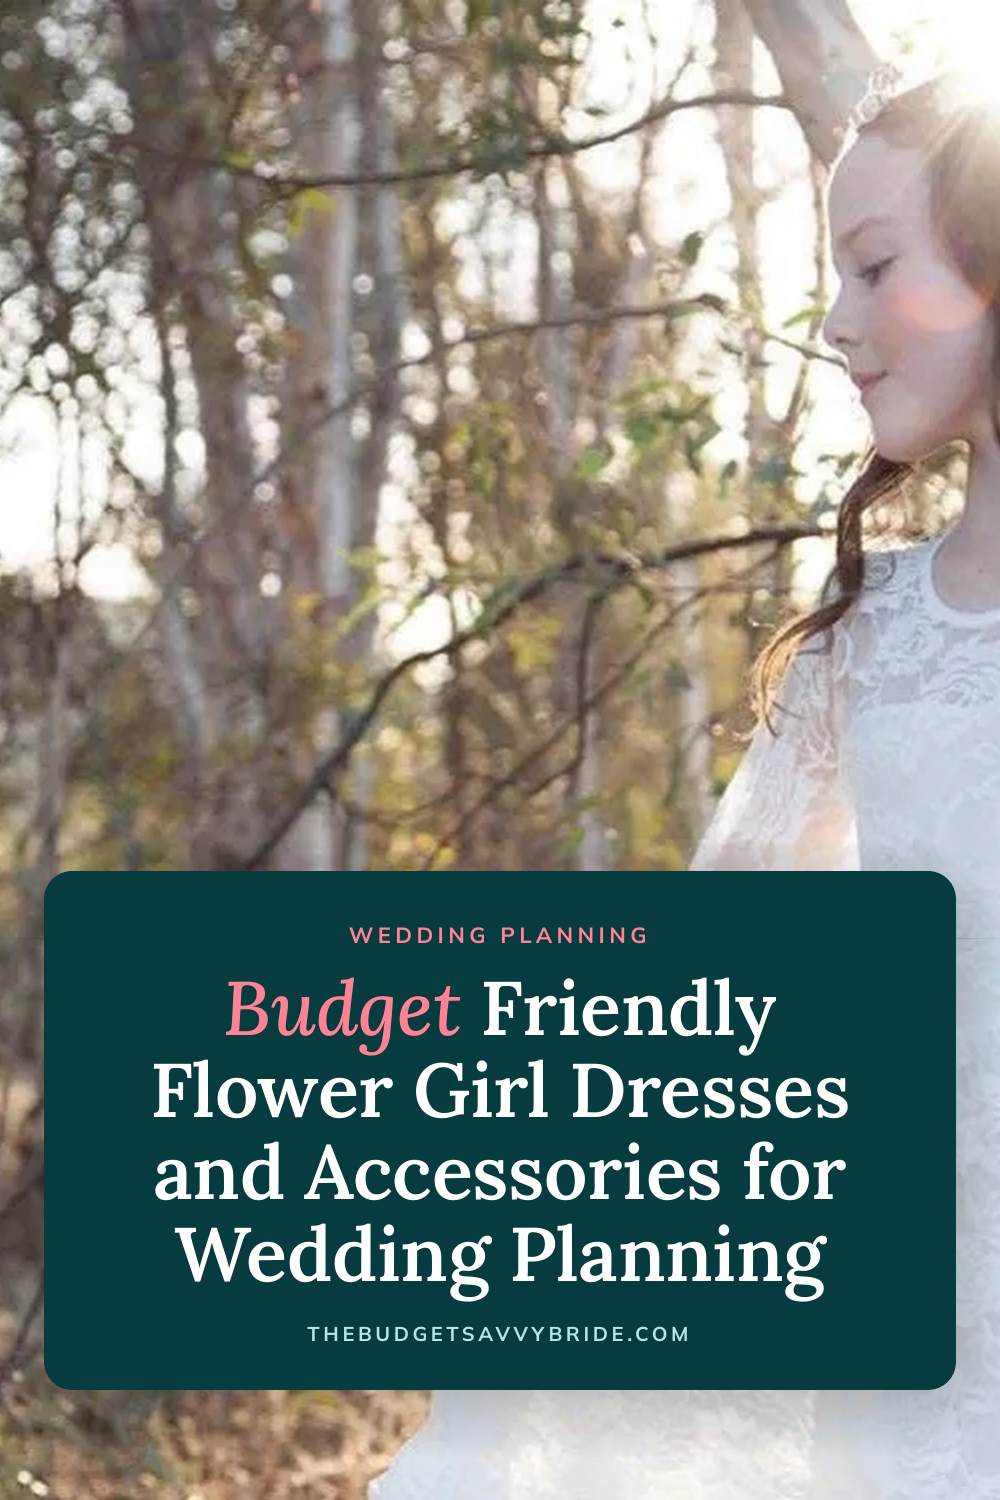 WEDDING PLANNING
Budget Friendly
Flower Girl Dresses
and Accessories for
Wedding Planning
THEBUDGETSAVVYBRIDE.COM